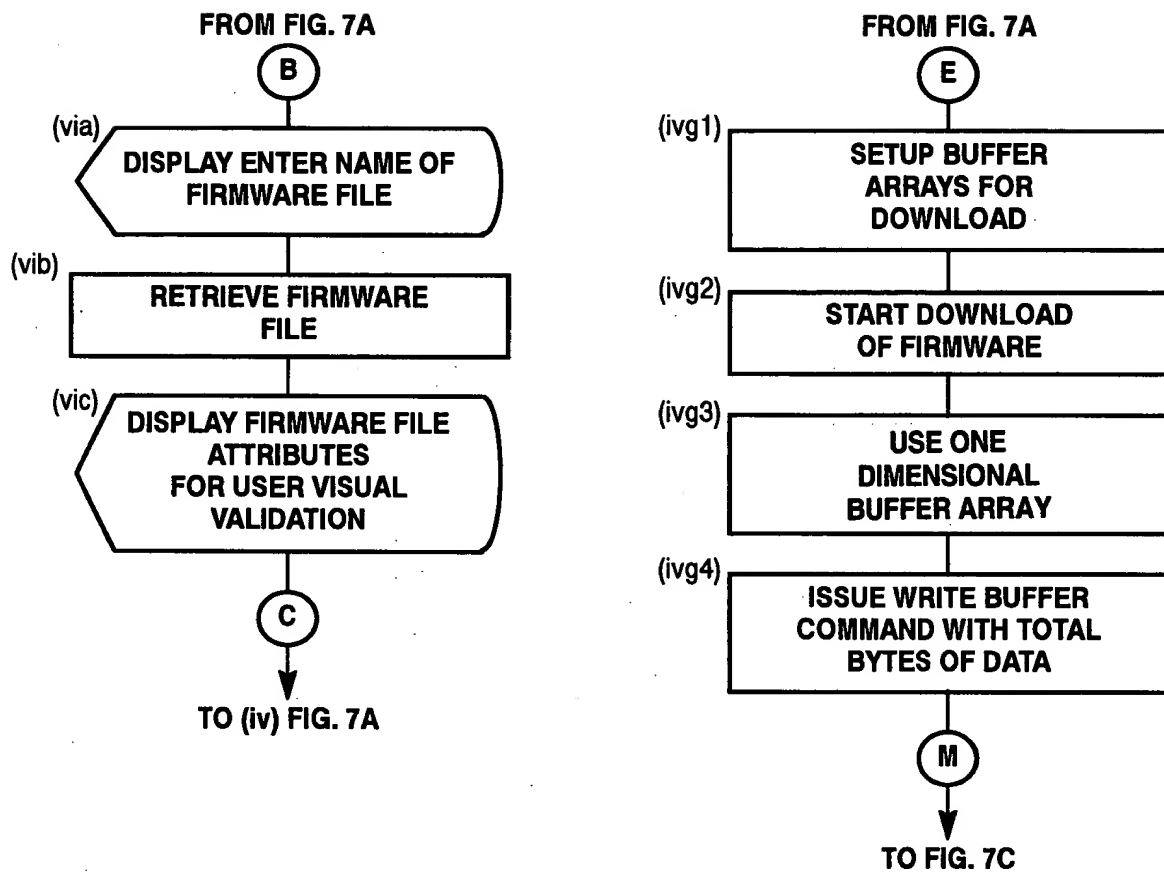 FROM FIG. 7A
B
(via)
DISPLAY ENTER NAME OF
FIRMWARE FILE
(vib)
RETRIEVE FIRMWARE
FILE
(vic)
DISPLAY FIRMWARE FILE
ATTRIBUTES
FOR USER VISUAL
VALIDATION
C
TO (iv) FIG. 7A
FROM FIG. 7A
E
(ivg1)
SETUP BUFFER
ARRAYS FOR
DOWNLOAD
(ivg2)
START DOWNLOAD
OF FIRMWARE
(ivg3)
USE ONE
DIMENSIONAL
BUFFER ARRAY
(ivg4)
ISSUE WRITE BUFFER
COMMAND WITH TOTAL
BYTES OF DATA
M
TO FIG. 7C